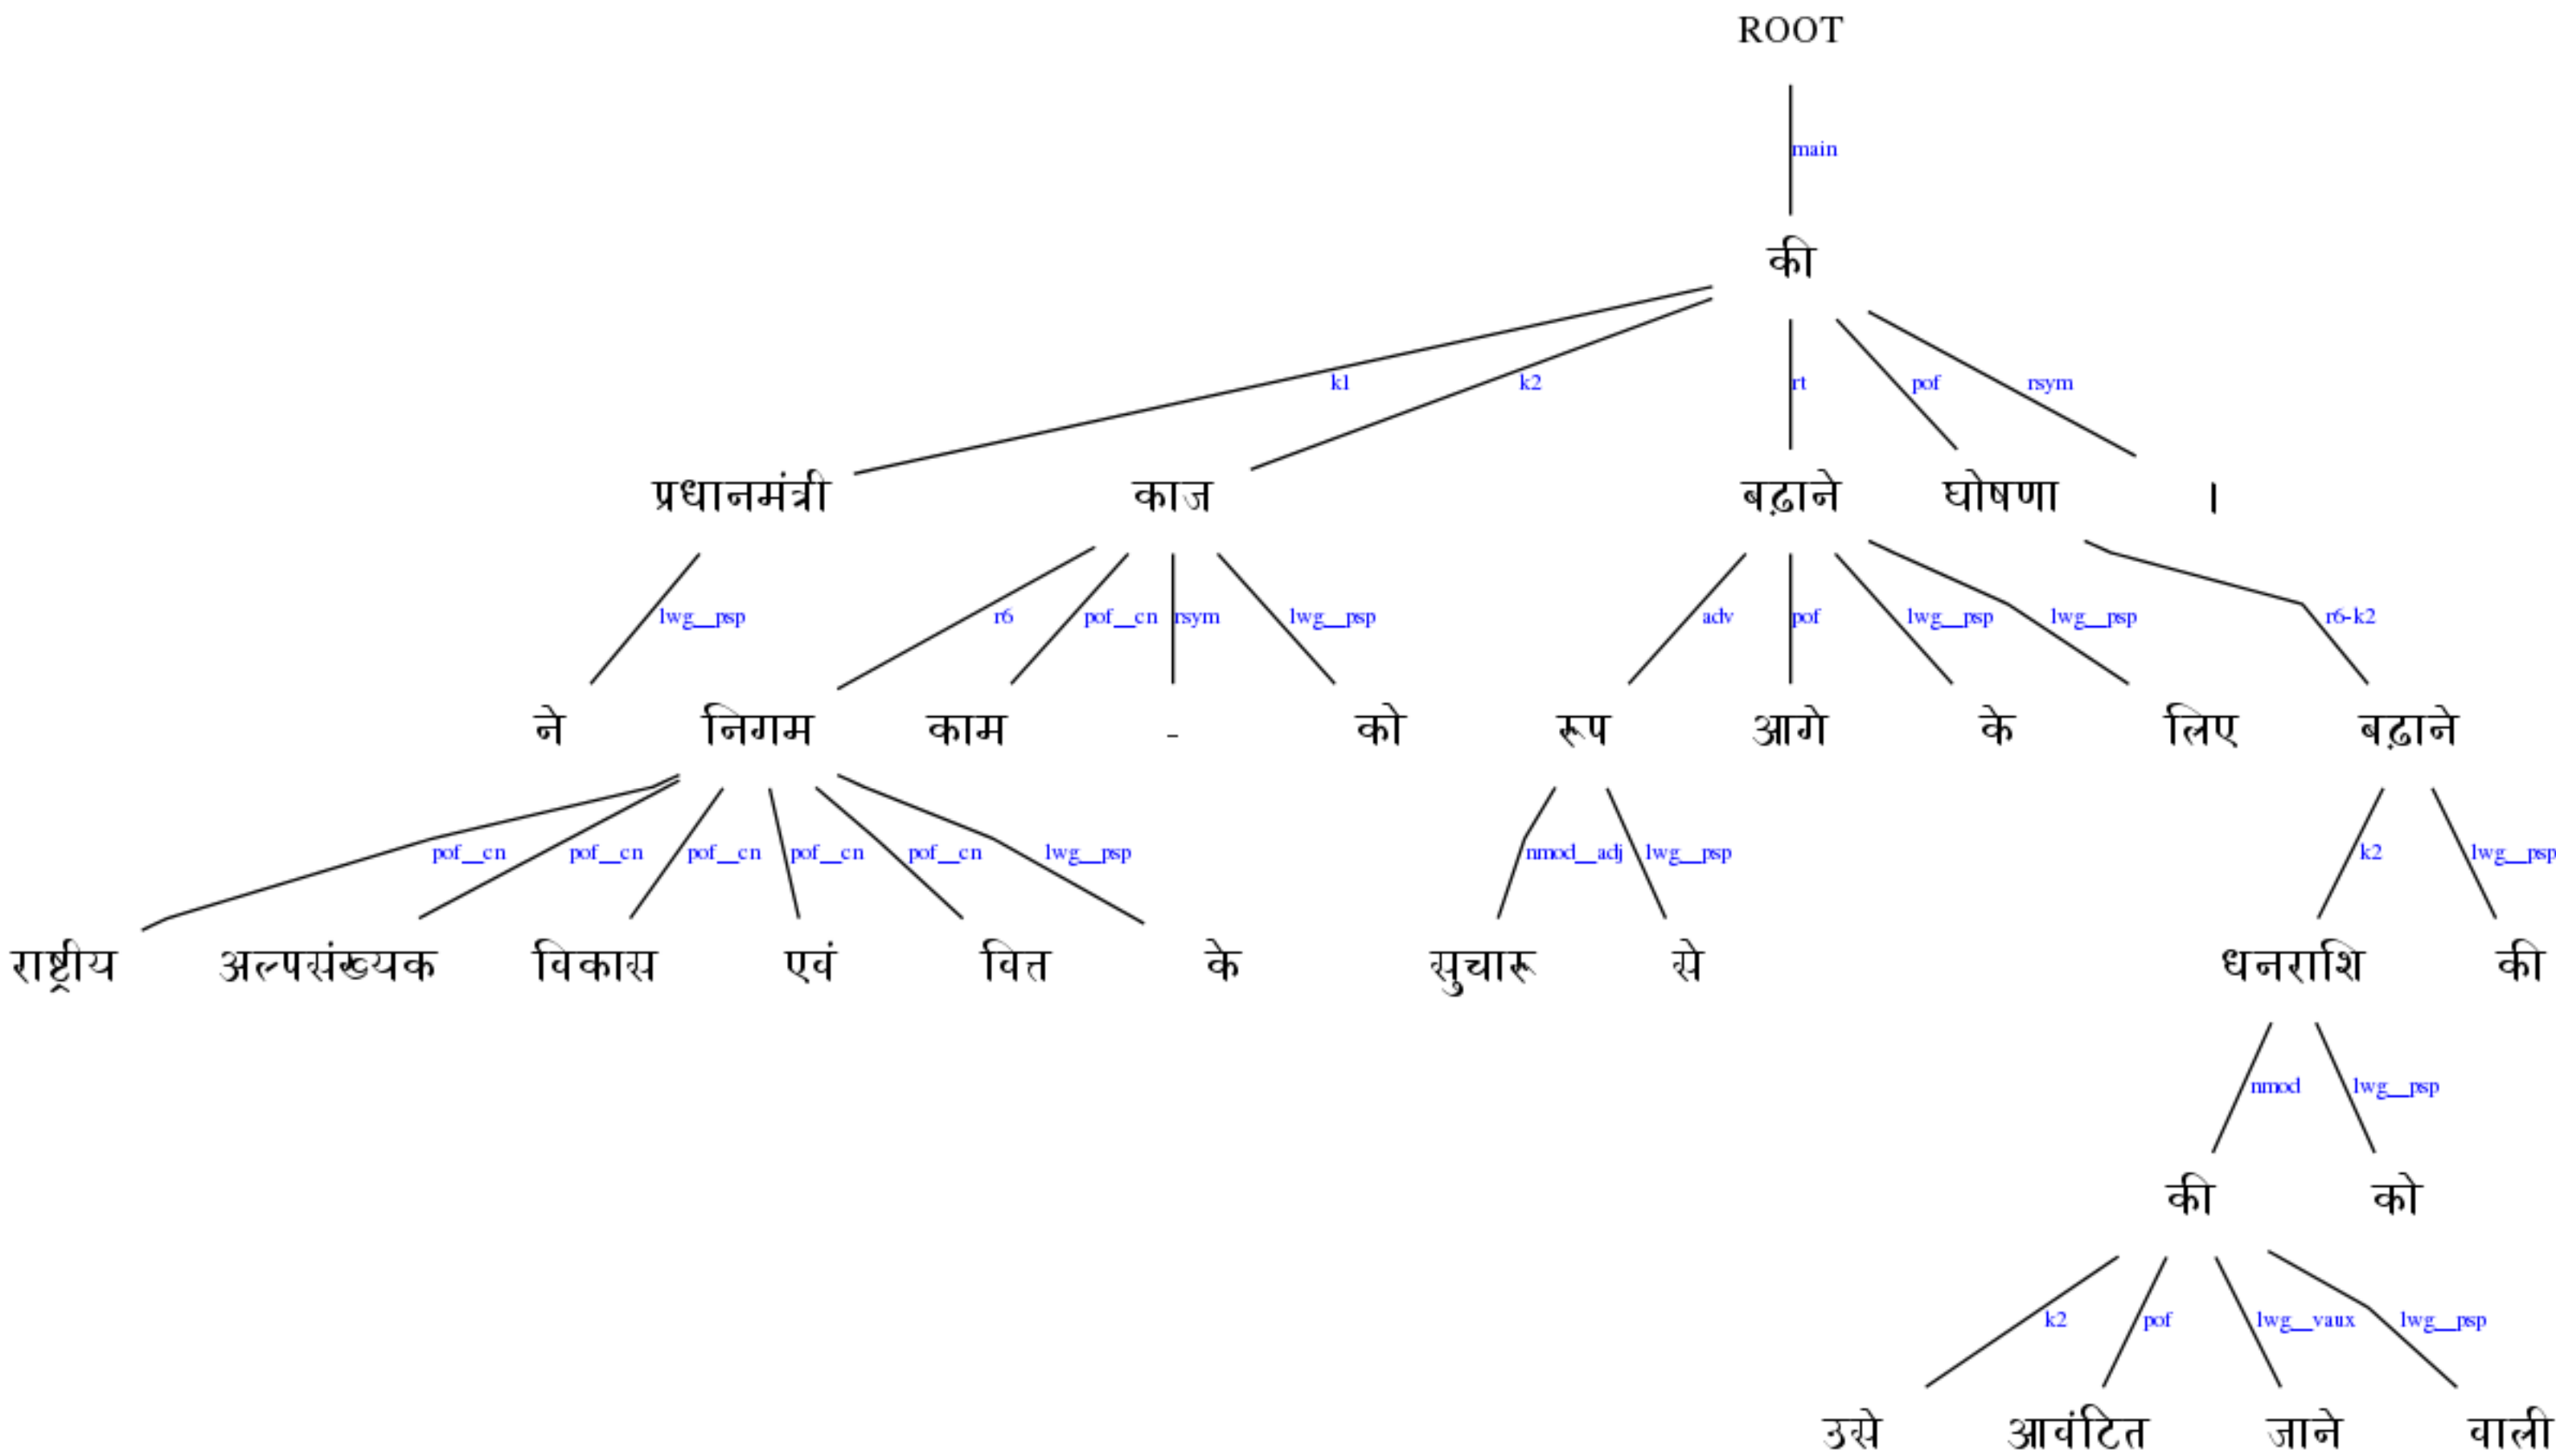 ROOT
main
की
k1 k2 rt pof rsym
प्रधानमंत्री काज बढ़ाने घोषणा ।
lwg__psp r6 pof__cn rsym lwg__psp adv pof lwg__psp lwg__psp r6-k2
ने निगम काम - को रूप आगे के लिए बढ़ाने
pof__cn pof__cn pof__cn pof__cn pof__cn lwg__psp nmod__adj lwg__psp k2 lwg__psp
राष्ट्रीय अल्पसंख्यक विकास एवं वित्त के सुचारू से धनराशि की
nmod lwg__psp
की को
k2 pof lwg__vaux lwg__psp
उसे आवंटित जाने वाली